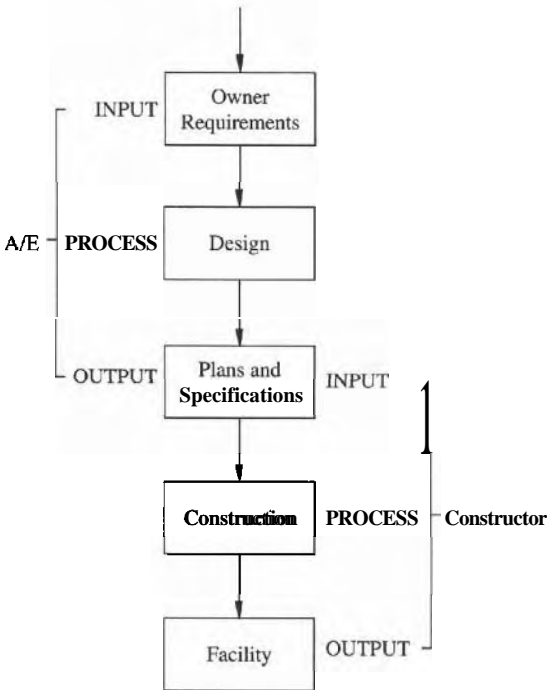 INPUT
Owner
Requirements
A/E
PROCESS
Design
OUTPUT
Plans and
Specifications
INPUT
Construction
PROCESS
Constructor
Facility
OUTPUT